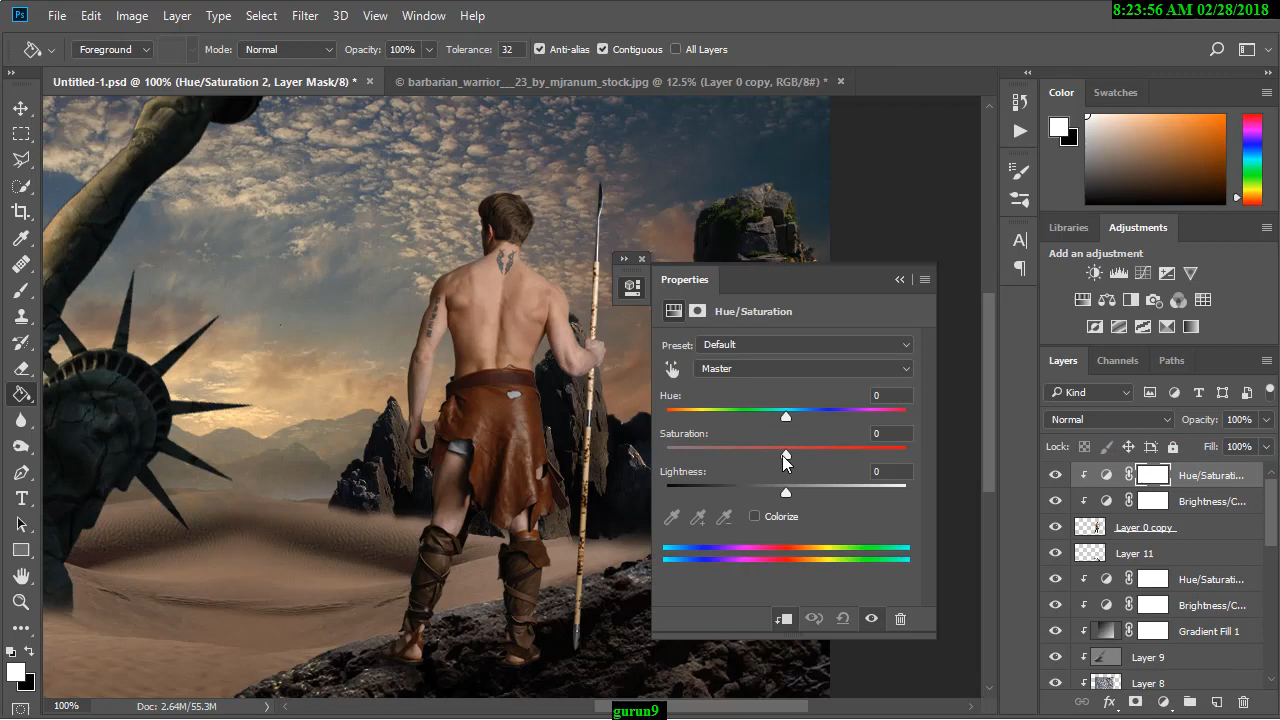 8:23:56 AM 02/28/2018
Ps File Edit Image Layer Type Select Filter 3D View Window Help
Foreground Mode: Normal Opacity: 100% Tolerance: 32 Anti-alias Contiguous All Layers
Untitled-1.psd @ 100% (Hue/Saturation 2, Layer Mask/8) * ×
© barbarian_warrior___23_by_mjranum_stock.jpg @ 12.5% (Layer 0 copy, RGB/8#) * ×
Color Swatches
Libraries Adjustments
Add an adjustment
Properties
Hue/Saturation
Preset: Default
Master
Hue: 0
Saturation: 0
Lightness: 0
Colorize
Layers Channels Paths
Kind
Normal Opacity: 100%
Lock: Fill: 100%
Hue/Saturati...
Brightness/C...
Layer 0 copy
Layer 11
Hue/Saturati...
Brightness/C...
Gradient Fill 1
Layer 9
Layer 8
fx
100% Doc: 2.64M/55.3M
gurun9